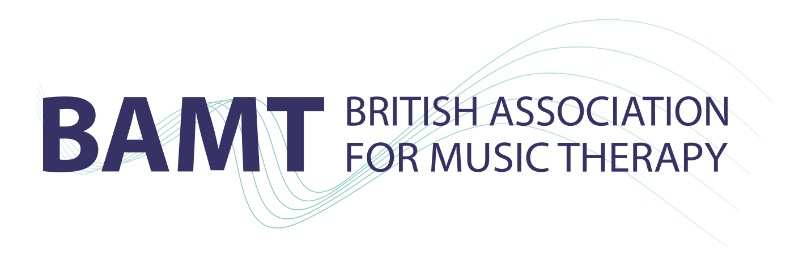 BAMT
BRITISH ASSOCIATION
FOR MUSIC THERAPY